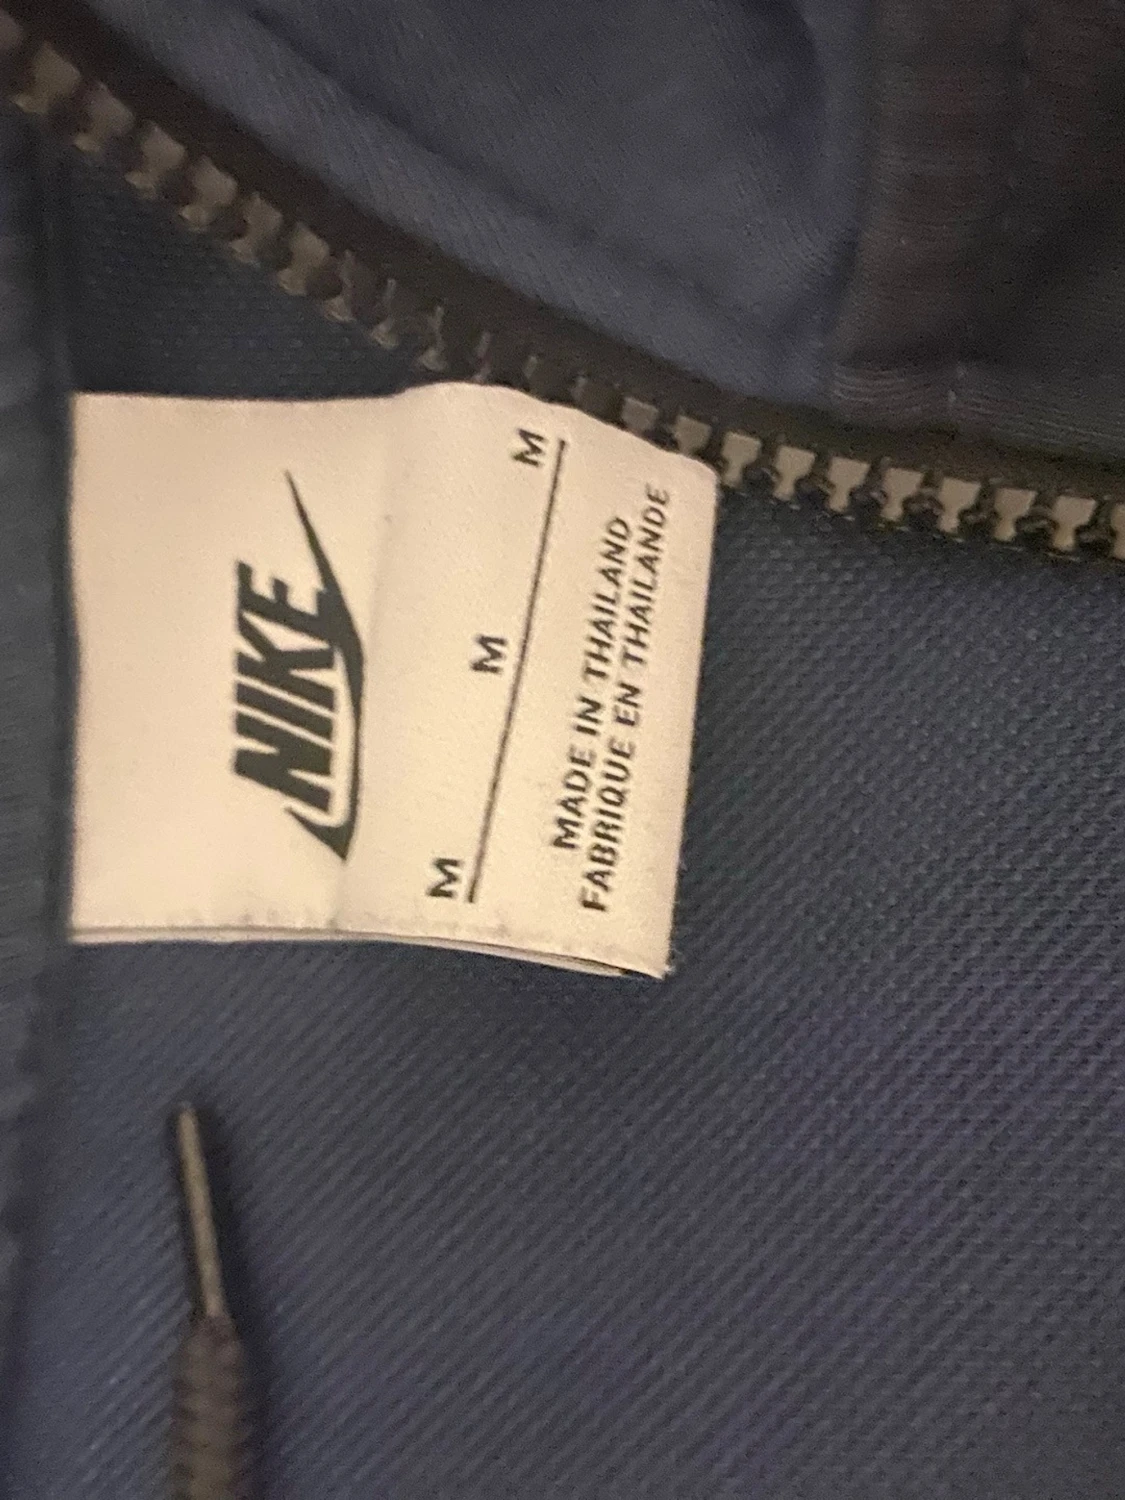 NIKE
M M M
MADE IN THAILAND
FABRIQUE EN THAILANDE